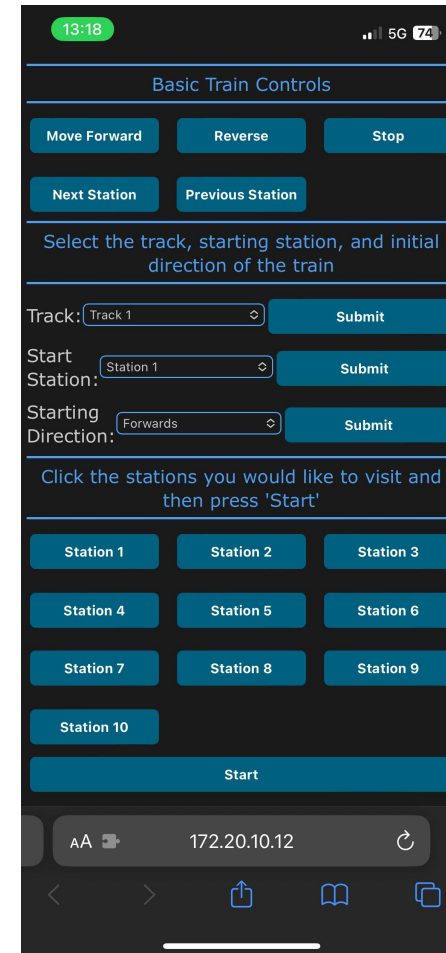 13:18 5G 74
Basic Train Controls
Move Forward Reverse Stop
Next Station Previous Station
Select the track, starting station, and initial
direction of the train
Track: Track 1 Submit
Start
Station: Station 1 Submit
Starting
Direction: Forwards Submit
Click the stations you would like to visit and
then press 'Start'
Station 1 Station 2 Station 3
Station 4 Station 5 Station 6
Station 7 Station 8 Station 9
Station 10
Start
AA 172.20.10.12